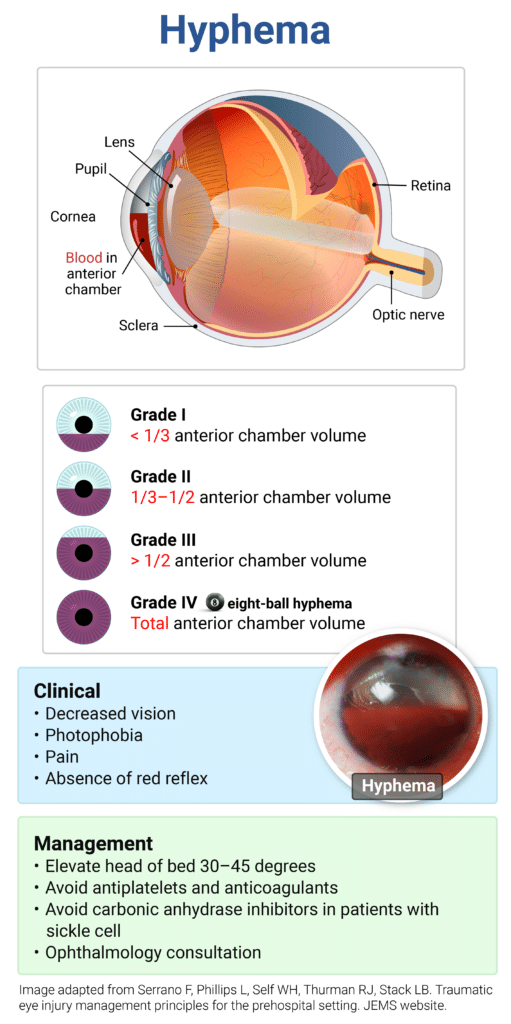 Hyphema
Lens
Pupil
Cornea
Blood in
anterior
chamber
Sclera
Retina
Optic nerve
Grade I
< 1/3 anterior chamber volume
Grade II
1/3–1/2 anterior chamber volume
Grade III
> 1/2 anterior chamber volume
Grade IV 8 eight-ball hyphema
Total anterior chamber volume
Clinical
• Decreased vision
• Photophobia
• Pain
• Absence of red reflex
Hyphema
Management
• Elevate head of bed 30–45 degrees
• Avoid antiplatelets and anticoagulants
• Avoid carbonic anhydrase inhibitors in patients with
sickle cell
• Ophthalmology consultation
Image adapted from Serrano F, Phillips L, Self WH, Thurman RJ, Stack LB. Traumatic
eye injury management principles for the prehospital setting. JEMS website.